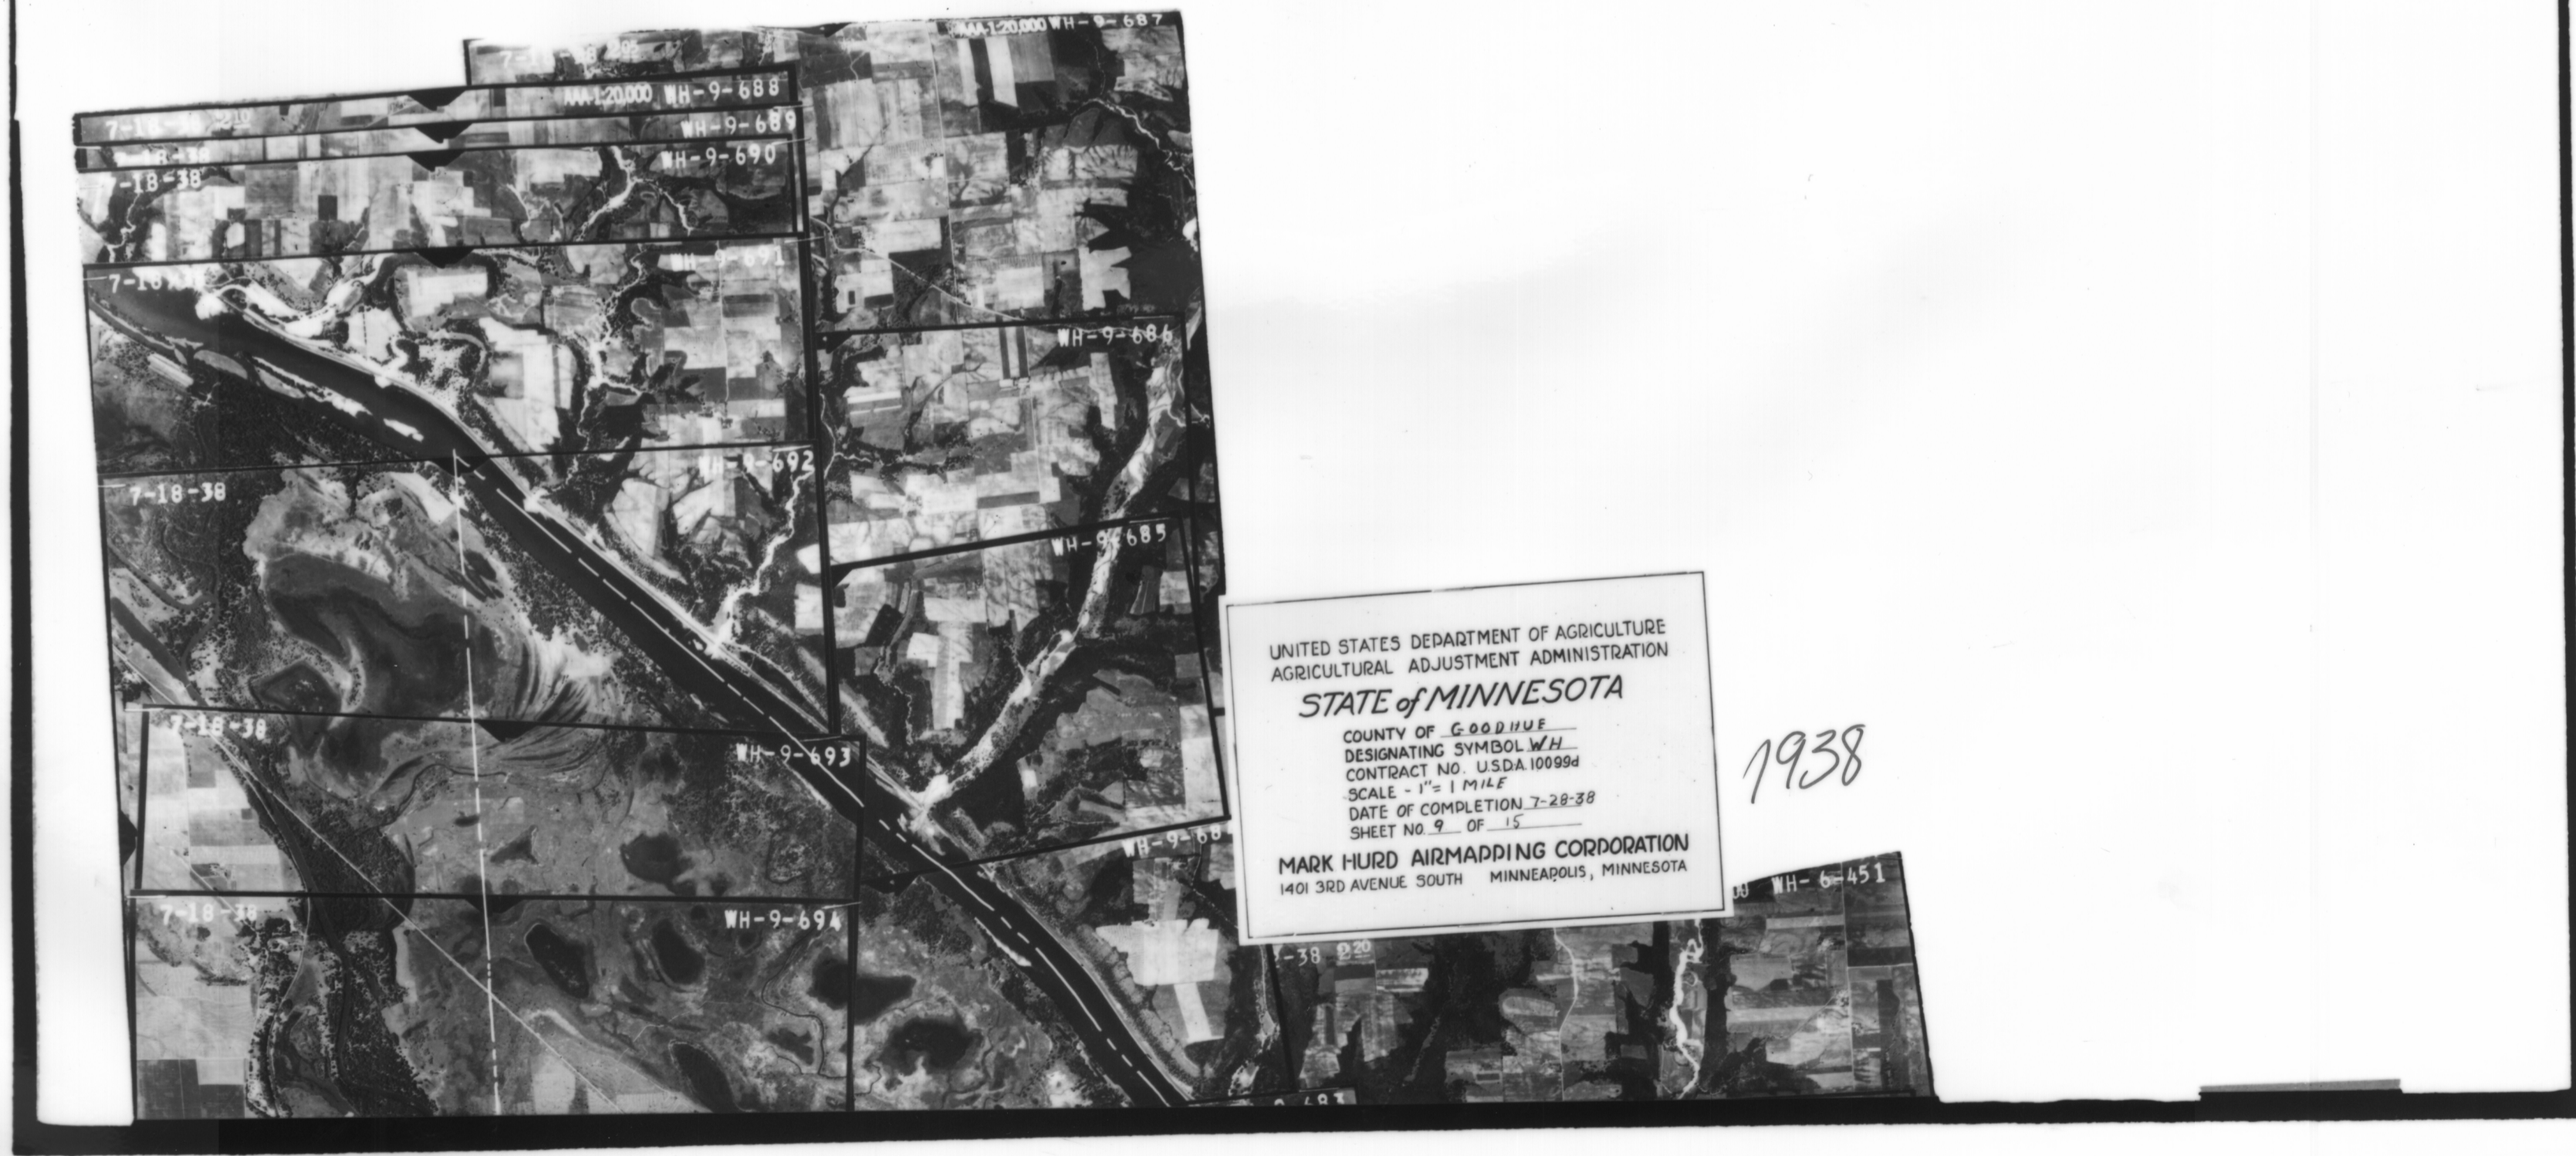 AAA-1:20,000 WH-9-687
AAA-1:20,000 WH-9-688
WH-9-689
7-18-38
WH-9-690
7-18-38
WH-9-691
WH-9-686
WH-9-692
7-18-38
WH-9-685
7-18-38
WH-9-693
7-18-38
WH-9-694
UNITED STATES DEPARTMENT OF AGRICULTURE
AGRICULTURAL ADJUSTMENT ADMINISTRATION
STATE of MINNESOTA
COUNTY OF GOODHUE
DESIGNATING SYMBOL WH
CONTRACT NO. U.S.D.A. 10099d
SCALE - 1"= 1 MILE
DATE OF COMPLETION 7-28-38
SHEET NO. 9 OF 15
MARK HURD AIRMAPPING CORPORATION
1401 3RD AVENUE SOUTH MINNEAPOLIS, MINNESOTA
1938
WH-6-451
-38 2 20